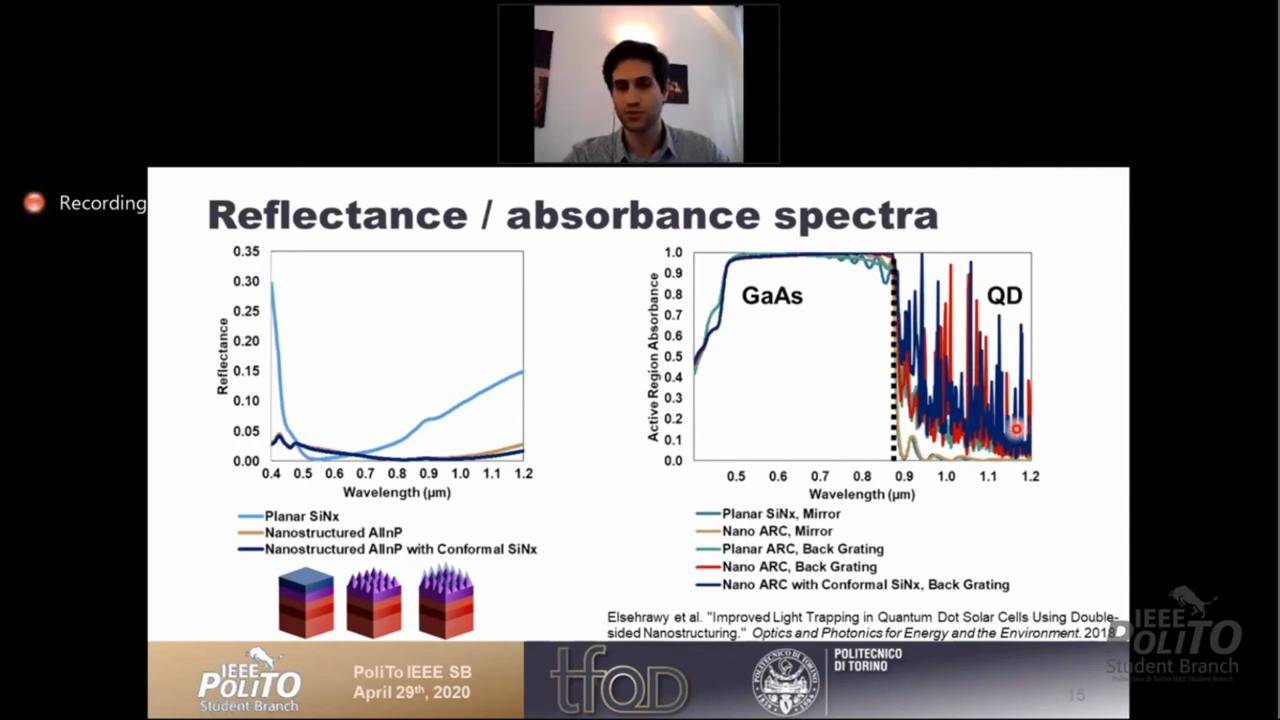 Recording
Reflectance / absorbance spectra
0.35
0.30
0.25
0.20
0.15
0.10
0.05
0.00
Reflectance
0.4 0.5 0.6 0.7 0.8 0.9 1.0 1.1 1.2
Wavelength (µm)
Planar SiNx
Nanostructured AlInP
Nanostructured AlInP with Conformal SiNx
1.0
0.9
0.8
0.7
0.6
0.5
0.4
0.3
0.2
0.1
0.0
Active Region Absorbance
GaAs
QD
0.5 0.6 0.7 0.8 0.9 1.0 1.1 1.2
Wavelength (µm)
Planar SiNx, Mirror
Nano ARC, Mirror
Planar ARC, Back Grating
Nano ARC, Back Grating
Nano ARC with Conformal SiNx, Back Grating
Elsehrawy et al. "Improved Light Trapping in Quantum Dot Solar Cells Using Double-
sided Nanostructuring." Optics and Photonics for Energy and the Environment. 2018
IEEE
POLITO
Student Branch
PoliTo IEEE SB
April 29th, 2020
tfQD
POLITECNICO
DI TORINO
15
IEEE
POLITO
Student Branch
Politecnico di Torino IEEE Student Branch